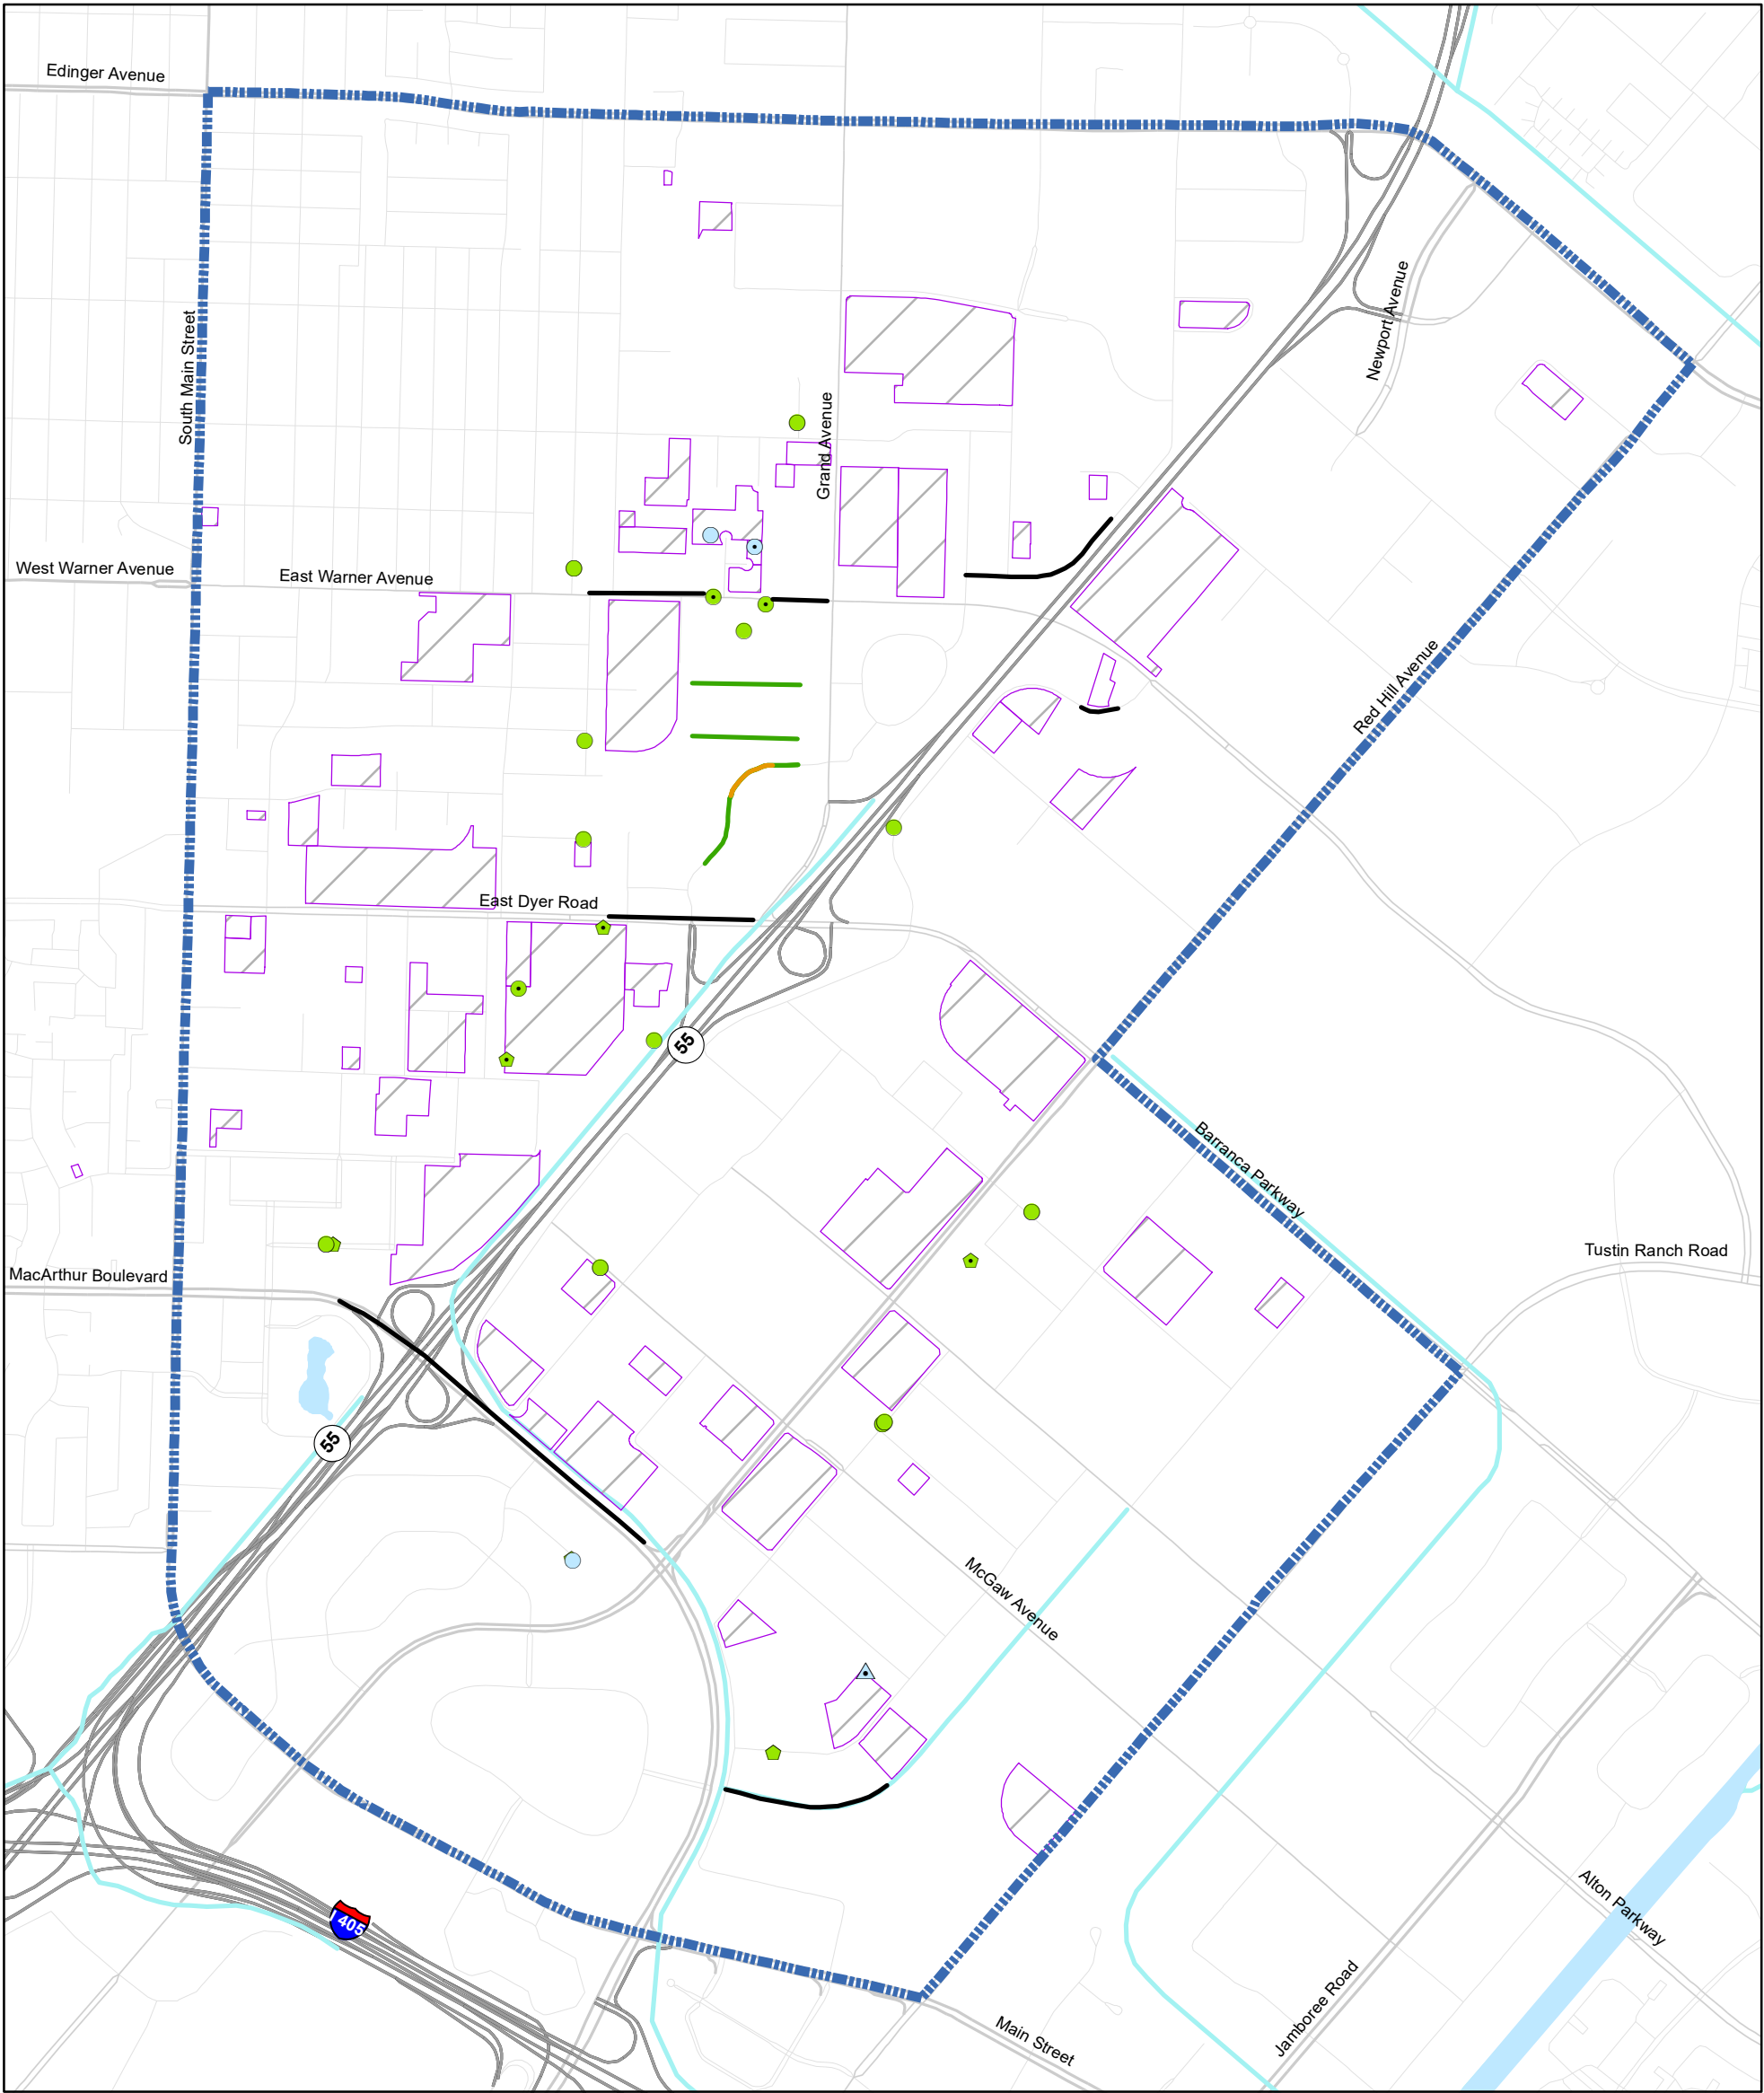 Edinger Avenue
Newport Avenue
South Main Street
Grand Avenue
West Warner Avenue
East Warner Avenue
Red Hill Avenue
East Dyer Road
55
Barranca Parkway
Tustin Ranch Road
MacArthur Boulevard
55
McGaw Avenue
Alton Parkway
I 405
Jamboree Road
Main Street